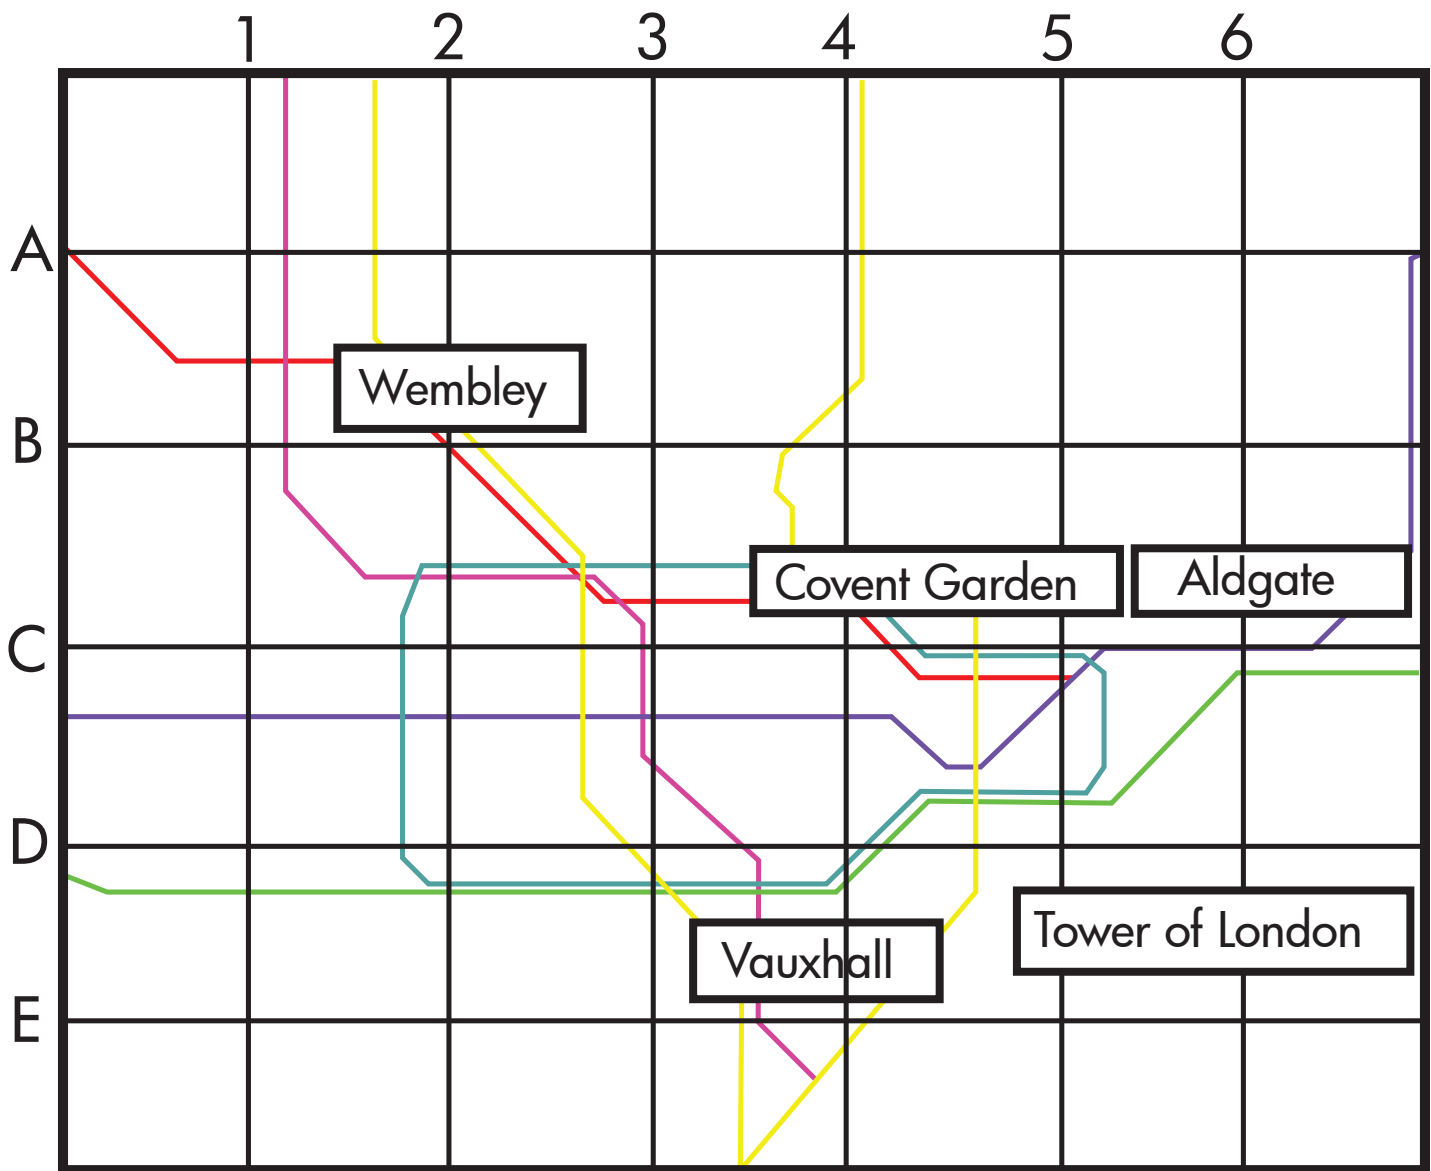 1 2 3 4 5 6
A
Wembley
B
Covent Garden
Aldgate
C
D
Tower of London
Vauxhall
E